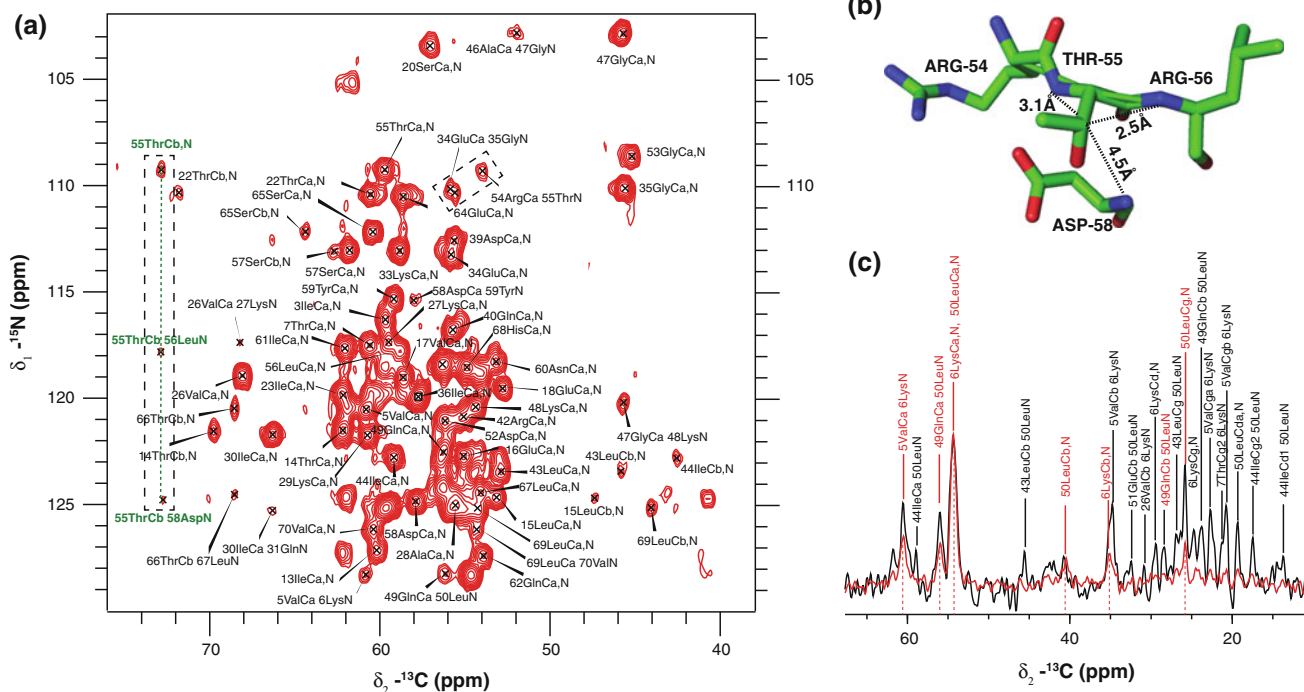 (a)
105
110
115
120
125
δ1 -15N (ppm)
70
60
50
40
δ2 -13C (ppm)
105
110
46AlaCa 47GlyN
20SerCa,N
47GlyCa,N
55ThrCb,N
55ThrCa,N
34GluCa 35GlyN
53GlyCa,N
22ThrCb,N
22ThrCa,N
54ArgCa 55ThrN
35GlyCa,N
65SerCa,N
64GluCa,N
65SerCb,N
39AspCa,N
57SerCb,N
57SerCa,N
34GluCa,N
33LysCa,N
59TyrCa,N
58AspCa 59TyrN
26ValCa 27LysN
3IleCa,N
27LysCa,N
40GlnCa,N
7ThrCa,N
68HisCa,N
61IleCa,N
17ValCa,N
55ThrCb 56LeuN
56LeuCa,N
60AsnCa,N
23IleCa,N
18GluCa,N
26ValCa,N
36IleCa,N
48LysCa,N
66ThrCb,N
5ValCa,N
42ArgCa,N
49GlnCa,N
52AspCa,N
47GlyCa 48LysN
14ThrCb,N
30IleCa,N
14ThrCa,N
16GluCa,N
43LeuCb,N
29LysCa,N
43LeuCa,N
44IleCb,N
44IleCa,N
67LeuCa,N
55ThrCb 58AspN
15LeuCa,N
15LeuCb,N
70ValCa,N
58AspCa,N
69LeuCa,N
69LeuCb,N
66ThrCb 67LeuN
30IleCa 31GlnN
28AlaCa,N
69LeuCa 70ValN
13IleCa,N
62GlnCa,N
5ValCa 6LysN
49GlnCa 50LeuN
(b)
THR-55
ARG-54
ARG-56
3.1Å
2.5Å
4.5Å
ASP-58
(c)
5ValCa 6LysN
44IleCa 50LeuN
49GlnCa 50LeuN
6LysCa,N, 50LeuCa,N
43LeuCb 50LeuN
50LeuCb,N
6LysCb,N
5ValCb 6LysN
51GluCb 50LeuN
26ValCb 6LysN
6LysCd,N
49GlnCb 50LeuN
43LeuCg 50LeuN
50LeuCg,N
6LysCg,N
49GlnCb 50LeuN
5ValCga 6LysN
7ThrCg2 6LysN
5ValCgb 6LysN
50LeuCda,N
44IleCg2 50LeuN
44IleCd1 50LeuN
60
40
20
δ2 -13C (ppm)